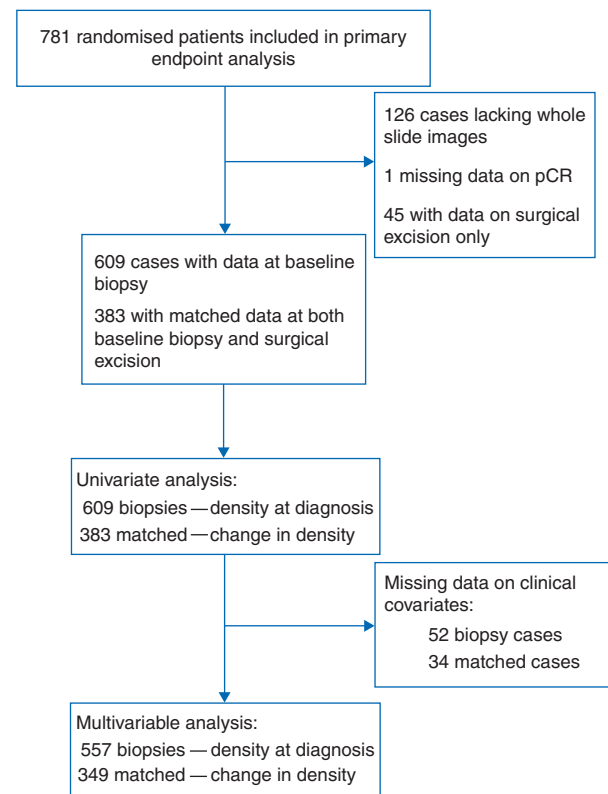 781 randomised patients included in primary
endpoint analysis
126 cases lacking whole
slide images
1 missing data on pCR
45 with data on surgical
excision only
609 cases with data at baseline
biopsy
383 with matched data at both
baseline biopsy and surgical
excision
Univariate analysis:
609 biopsies — density at diagnosis
383 matched — change in density
Missing data on clinical
covariates:
52 biopsy cases
34 matched cases
Multivariable analysis:
557 biopsies — density at diagnosis
349 matched — change in density